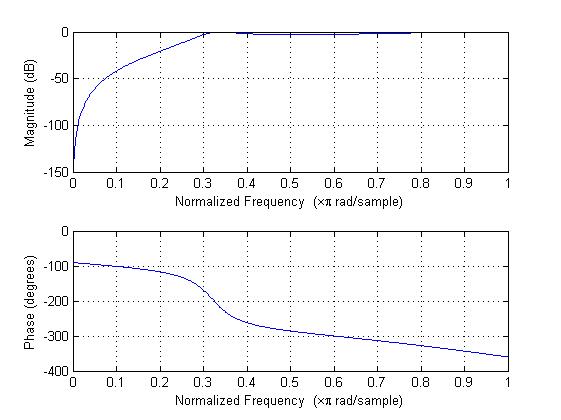 0
-50
-100
-150
Magnitude (dB)
0 0.1 0.2 0.3 0.4 0.5 0.6 0.7 0.8 0.9 1
Normalized Frequency (×π rad/sample)
0
-100
-200
-300
-400
Phase (degrees)
0 0.1 0.2 0.3 0.4 0.5 0.6 0.7 0.8 0.9 1
Normalized Frequency (×π rad/sample)